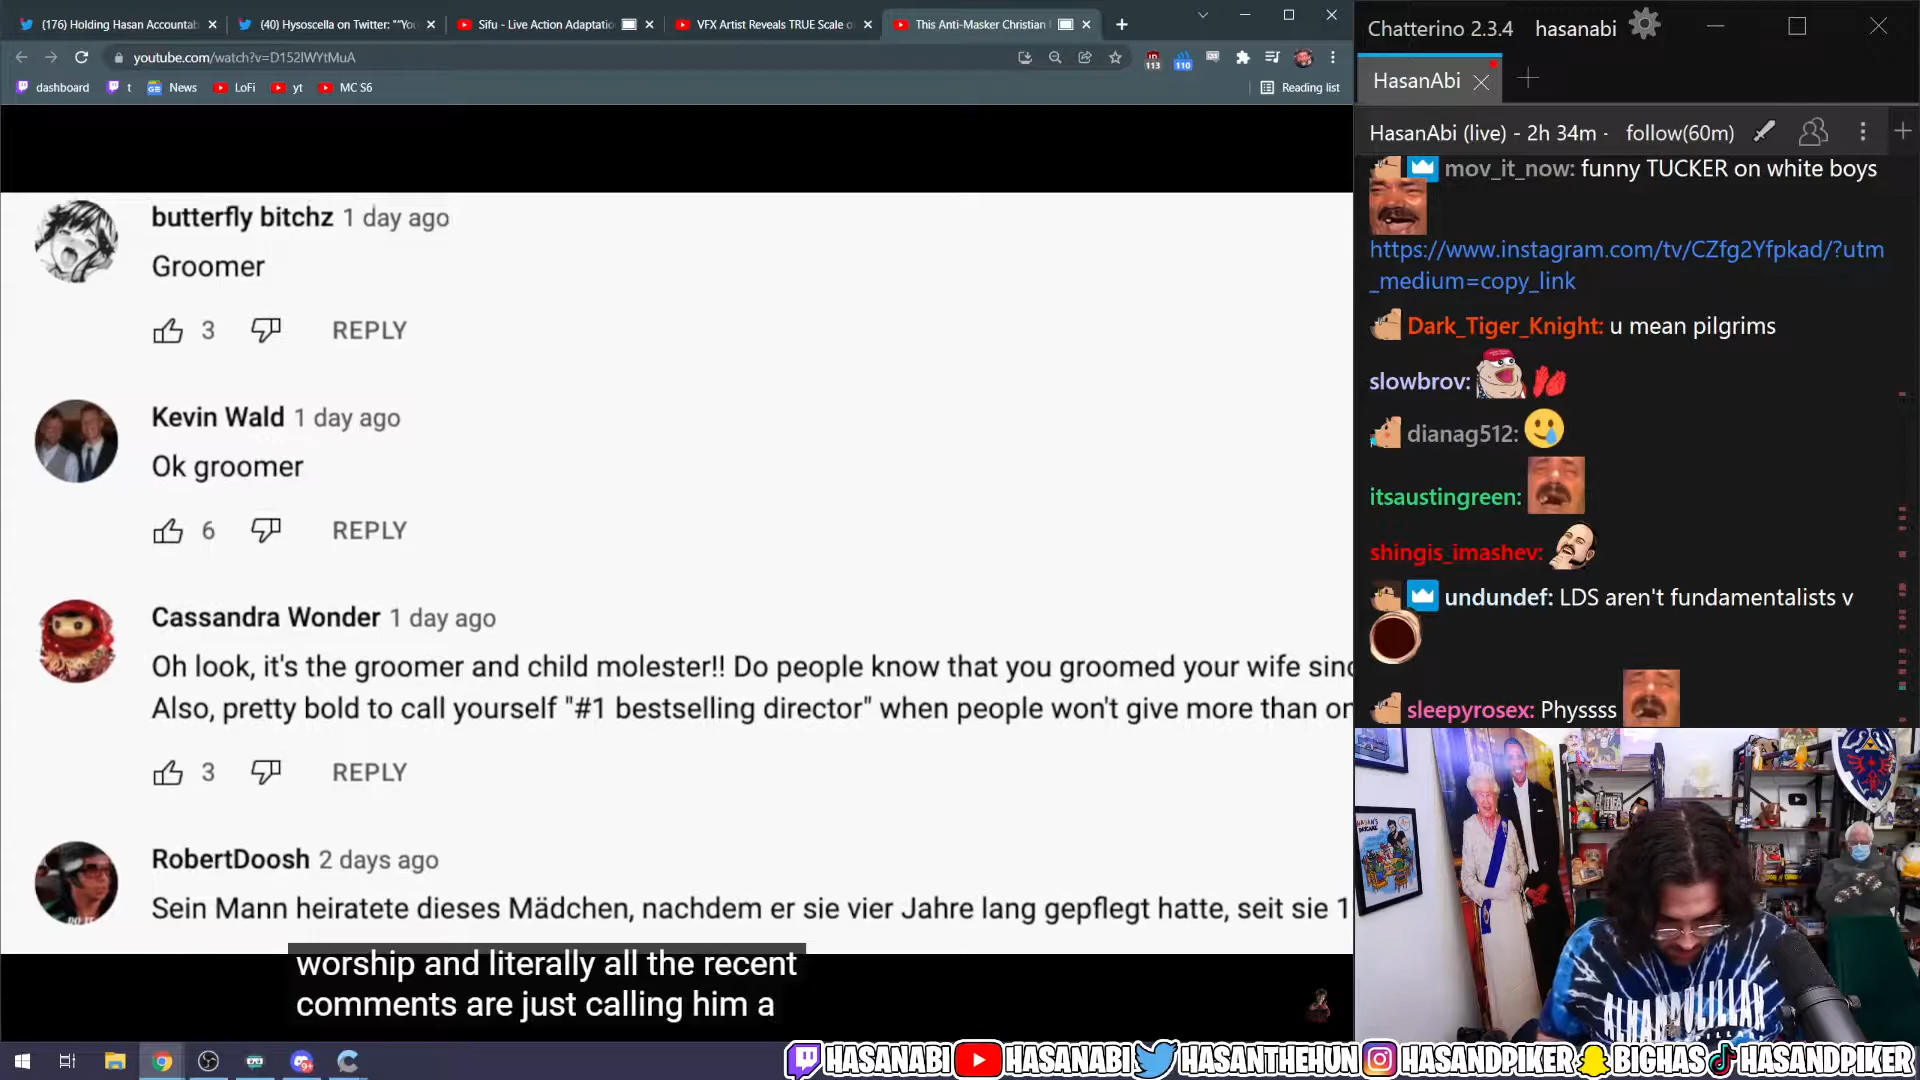 (176) Holding Hasan Accountab
(40) Hysoscella on Twitter: "“Yo
Sifu - Live Action Adaptatio
VFX Artist Reveals TRUE Scale o
This Anti-Masker Christian
youtube.com/watch?v=D152lWYtMuA
113
110
dashboard
t
News
LoFi
yt
MC S6
Reading list
butterfly bitchz 1 day ago
Groomer
3 REPLY
Kevin Wald 1 day ago
Ok groomer
6 REPLY
Cassandra Wonder 1 day ago
Oh look, it's the groomer and child molester!! Do people know that you groomed your wife sinc
Also, pretty bold to call yourself "#1 bestselling director" when people won't give more than on
3 REPLY
RobertDoosh 2 days ago
Sein Mann heiratete dieses Mädchen, nachdem er sie vier Jahre lang gepflegt hatte, seit sie 1
worship and literally all the recent
comments are just calling him a
Chatterino 2.3.4 hasanabi
HasanAbi
HasanAbi (live) - 2h 34m - follow(60m)
mov_it_now: funny TUCKER on white boys
https://www.instagram.com/tv/CZfg2Yfpkad/?utm
_medium=copy_link
Dark_Tiger_Knight: u mean pilgrims
slowbrov:
dianag512:
itsaustingreen:
shingis_imashev:
undundef: LDS aren't fundamentalists v
sleepyrosex: Physsss
HASANABI HASANABI HASANTHEHUN HASANDPIKER BIGHAS HASANDPIKER